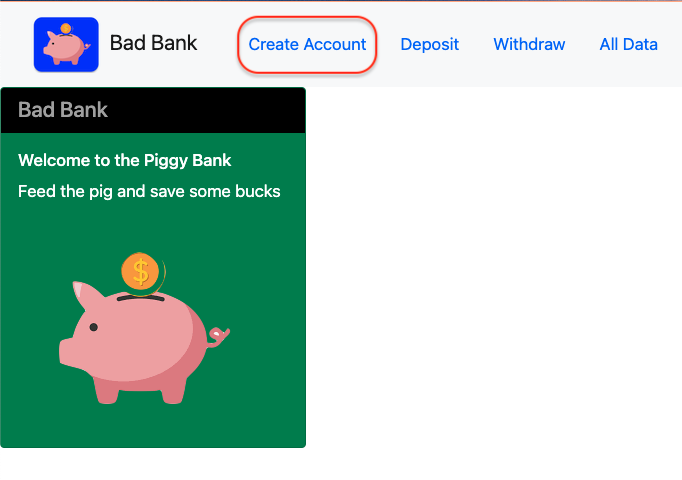 Bad Bank Create Account Deposit Withdraw All Data
Bad Bank
Welcome to the Piggy Bank
Feed the pig and save some bucks
$